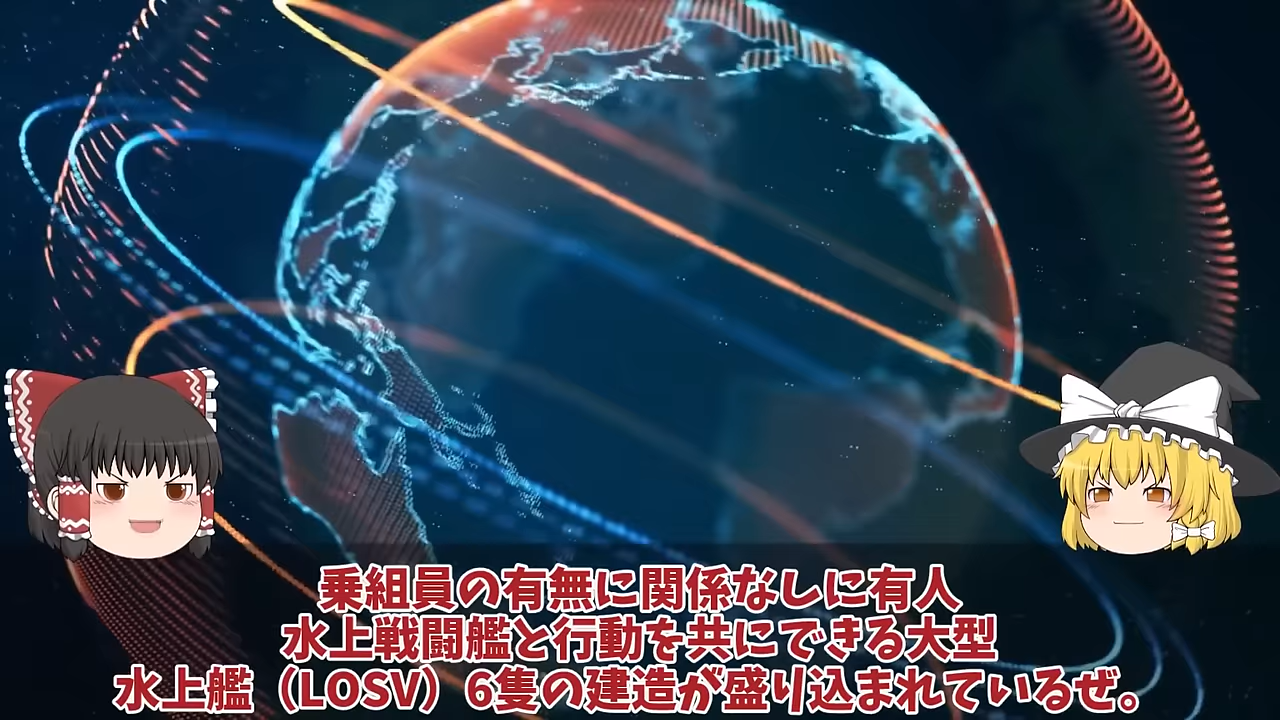 乗組員の有無に関係なしに有人
水上戦闘艦と行動を共にできる大型
水上艦（LOSV）6隻の建造が盛り込まれているぜ。